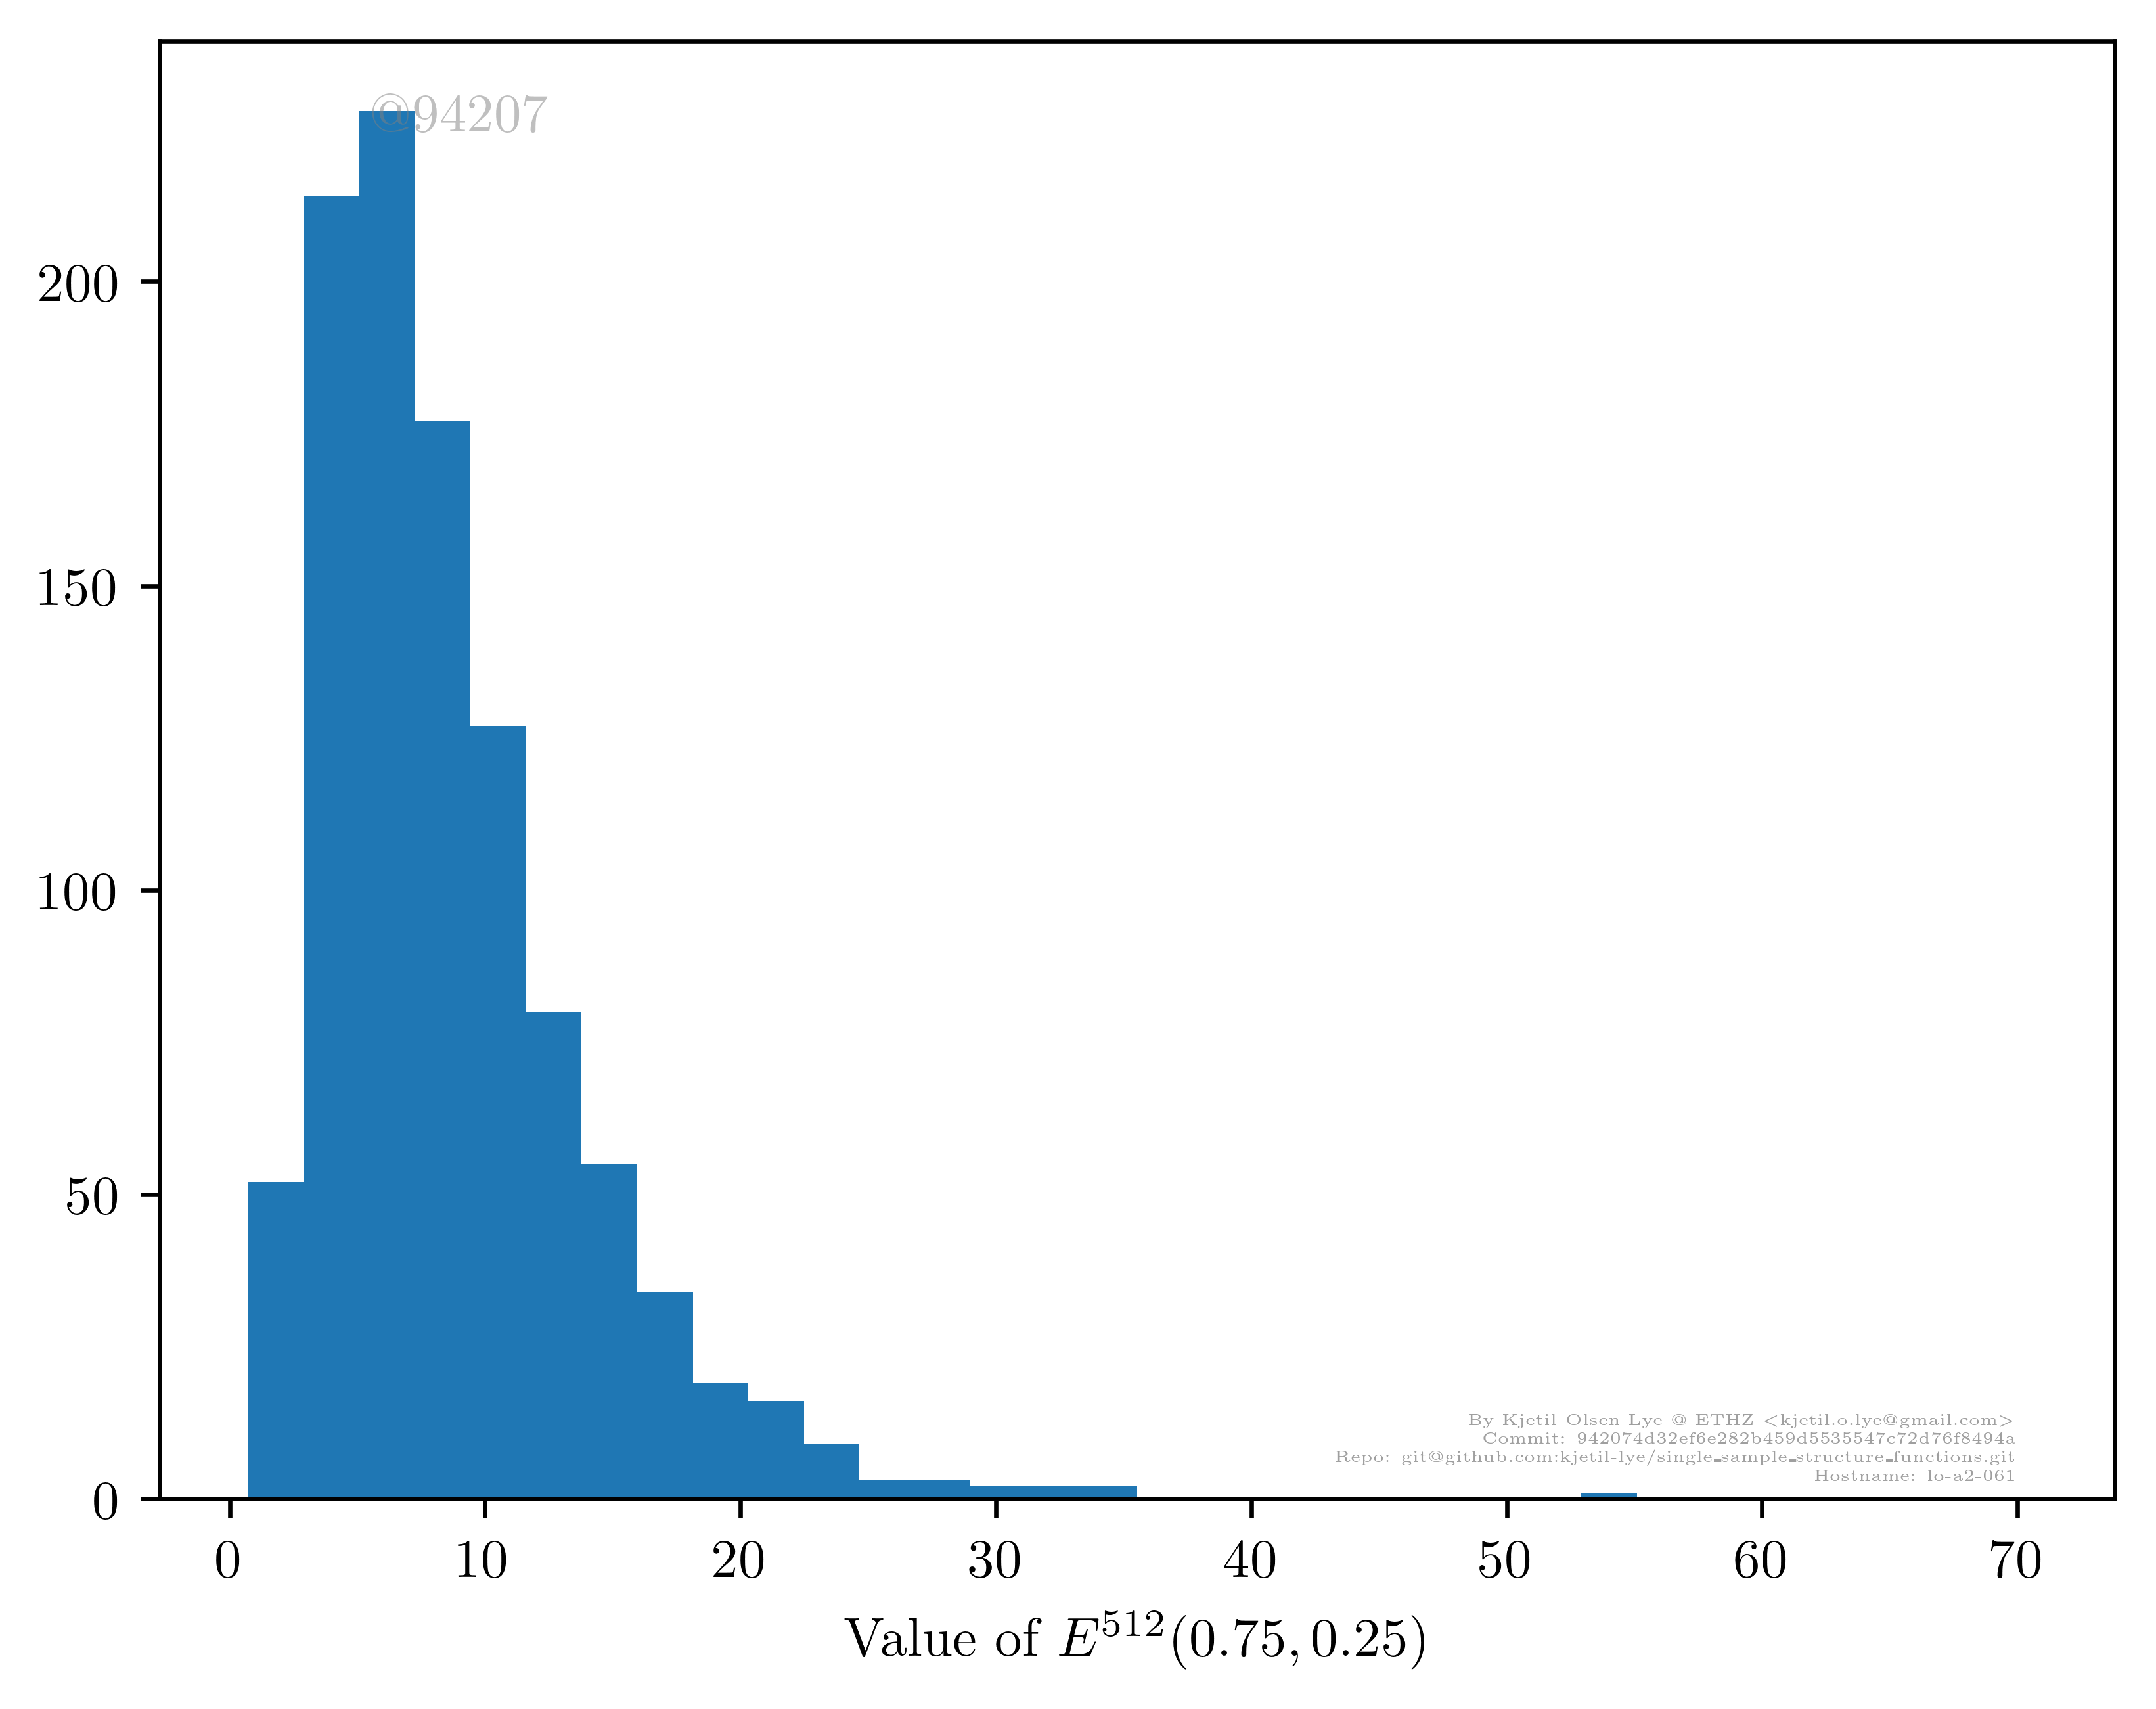 @94207
200
150
100
50
0
0 10 20 30 40 50 60 70
Value of E^512(0.75, 0.25)
By Kjetil Olsen Lye @ ETHZ <kjetil.o.lye@gmail.com>
Commit: 942074d32ef6e282b459d5535547c72d76f8494a
Repo: git@github.com:kjetil-lye/single_sample_structure_functions.git
Hostname: lo-a2-061